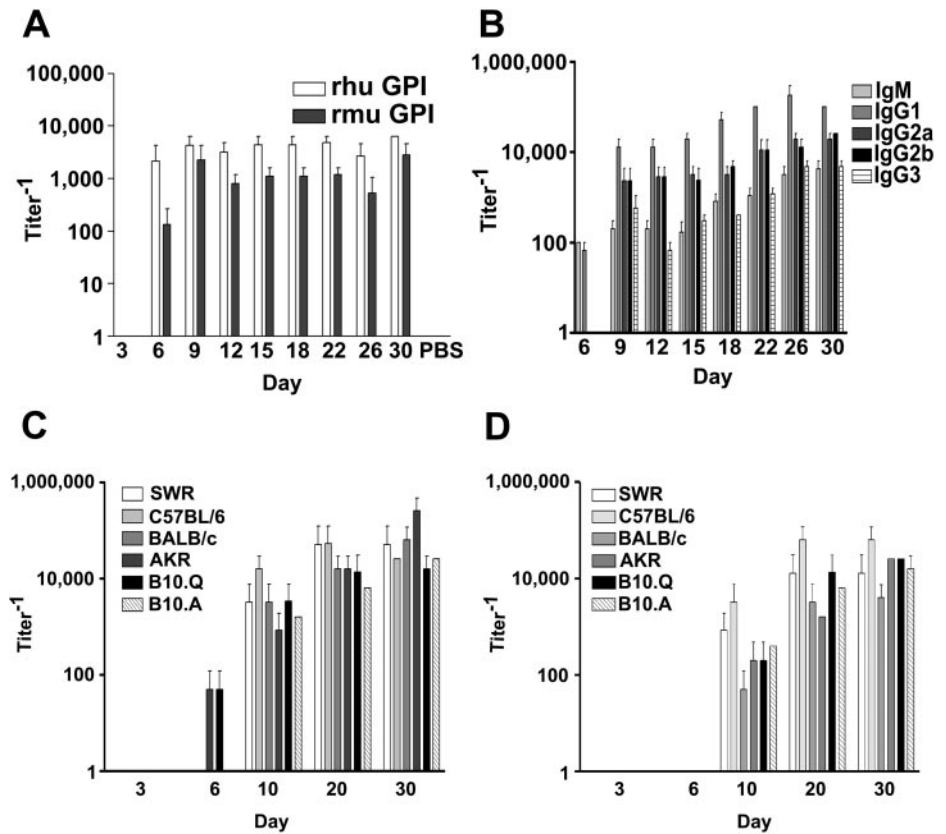 A
100,000
10,000
1,000
100
10
1
Titer-1
rhu GPI
rmu GPI
3 6 9 12 15 18 22 26 30 PBS
Day
B
1,000,000
10,000
100
1
Titer-1
IgM
IgG1
IgG2a
IgG2b
IgG3
6 9 12 15 18 22 26 30
Day
C
1,000,000
10,000
100
1
Titer-1
SWR
C57BL/6
BALB/c
AKR
B10.Q
B10.A
3 6 10 20 30
Day
D
1,000,000
10,000
100
1
Titer-1
SWR
C57BL/6
BALB/c
AKR
B10.Q
B10.A
3 6 10 20 30
Day